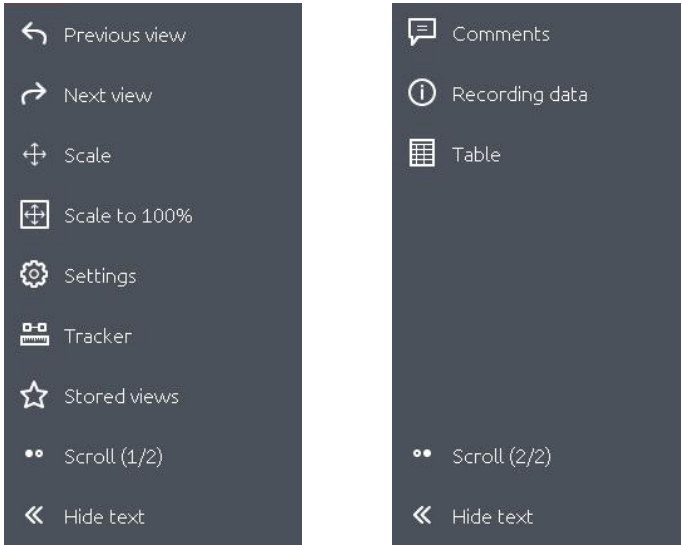 Previous view
Next view
Scale
Scale to 100%
Settings
Tracker
Stored views
Scroll (1/2)
Hide text
Comments
Recording data
Table
Scroll (2/2)
Hide text